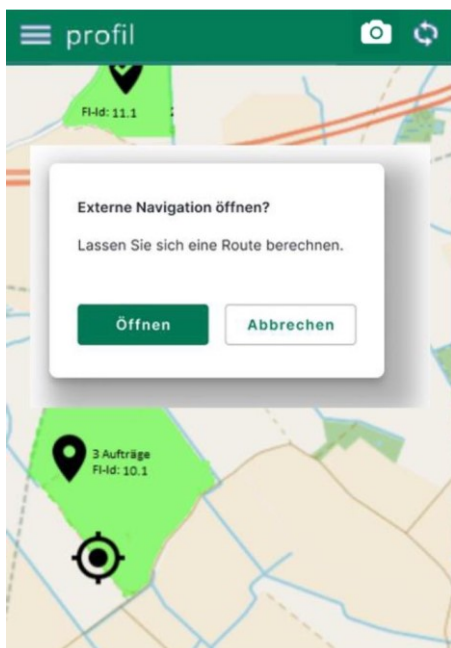 profil
Fl-Id: 11.1
Externe Navigation öffnen?
Lassen Sie sich eine Route berechnen.
Öffnen
Abbrechen
3 Aufträge
Fl-Id: 10.1